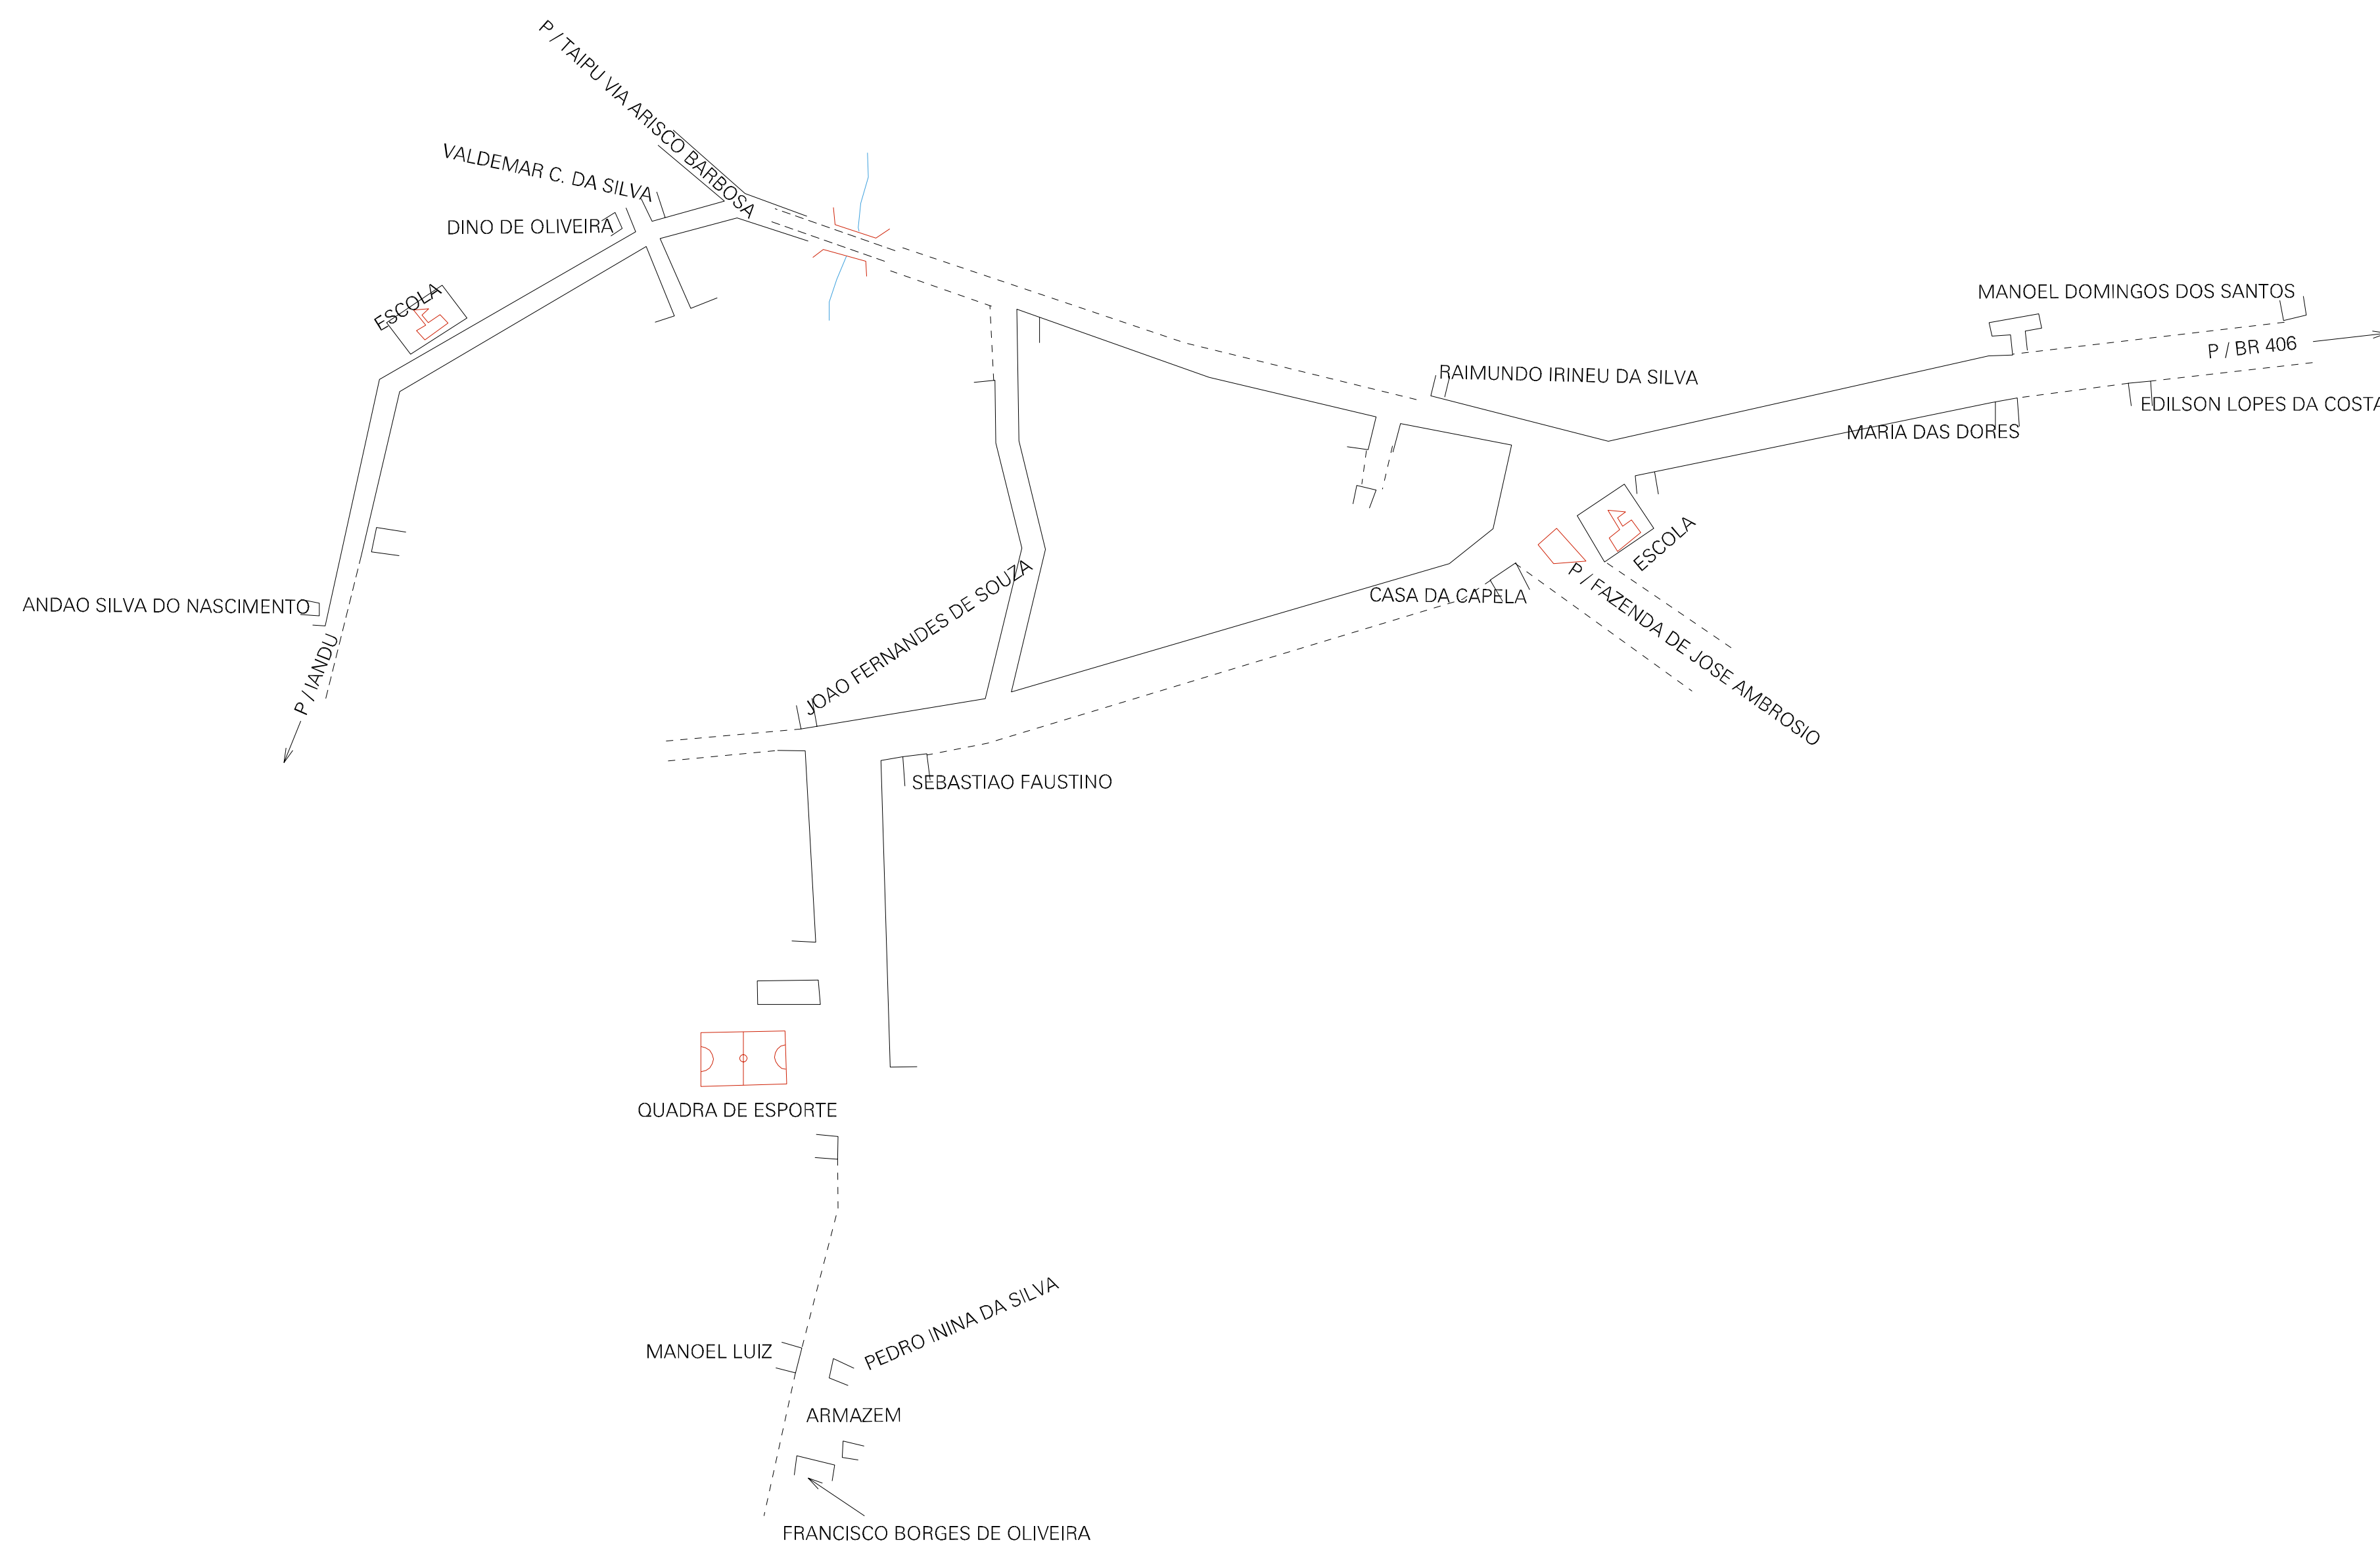 P / TAIPU VIA ARISCO BARBOSA
VALDEMAR C. DA SILVA
DINO DE OLIVEIRA
ESCOLA
MANOEL DOMINGOS DOS SANTOS
P / BR 406
RAIMUNDO IRINEU DA SILVA
EDILSON LOPES DA COSTA
MARIA DAS DORES
ESCOLA
P / FAZENDA DE JOSE AMBROSIO
CASA DA CAPELA
ANDAO SILVA DO NASCIMENTO
P / IANDU
JOAO FERNANDES DE SOUZA
SEBASTIAO FAUSTINO
QUADRA DE ESPORTE
PEDRO ININA DA SILVA
MANOEL LUIZ
ARMAZEM
FRANCISCO BORGES DE OLIVEIRA